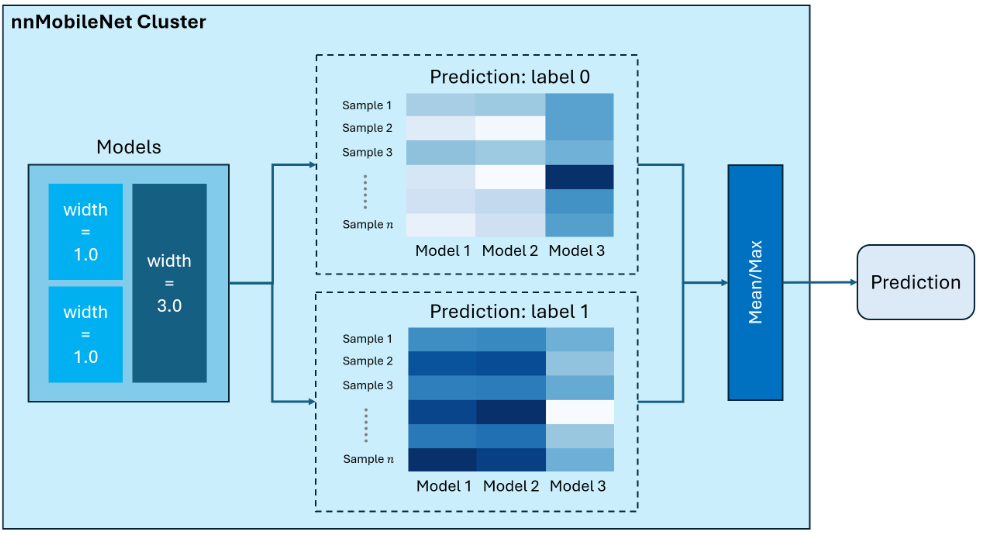 nnMobileNet Cluster
Models
width
=
1.0
width
=
1.0
width
=
3.0
Prediction: label 0
Sample 1
Sample 2
Sample 3
Sample n
Model 1 Model 2 Model 3
Prediction: label 1
Sample 1
Sample 2
Sample 3
Sample n
Model 1 Model 2 Model 3
Mean/Max
Prediction